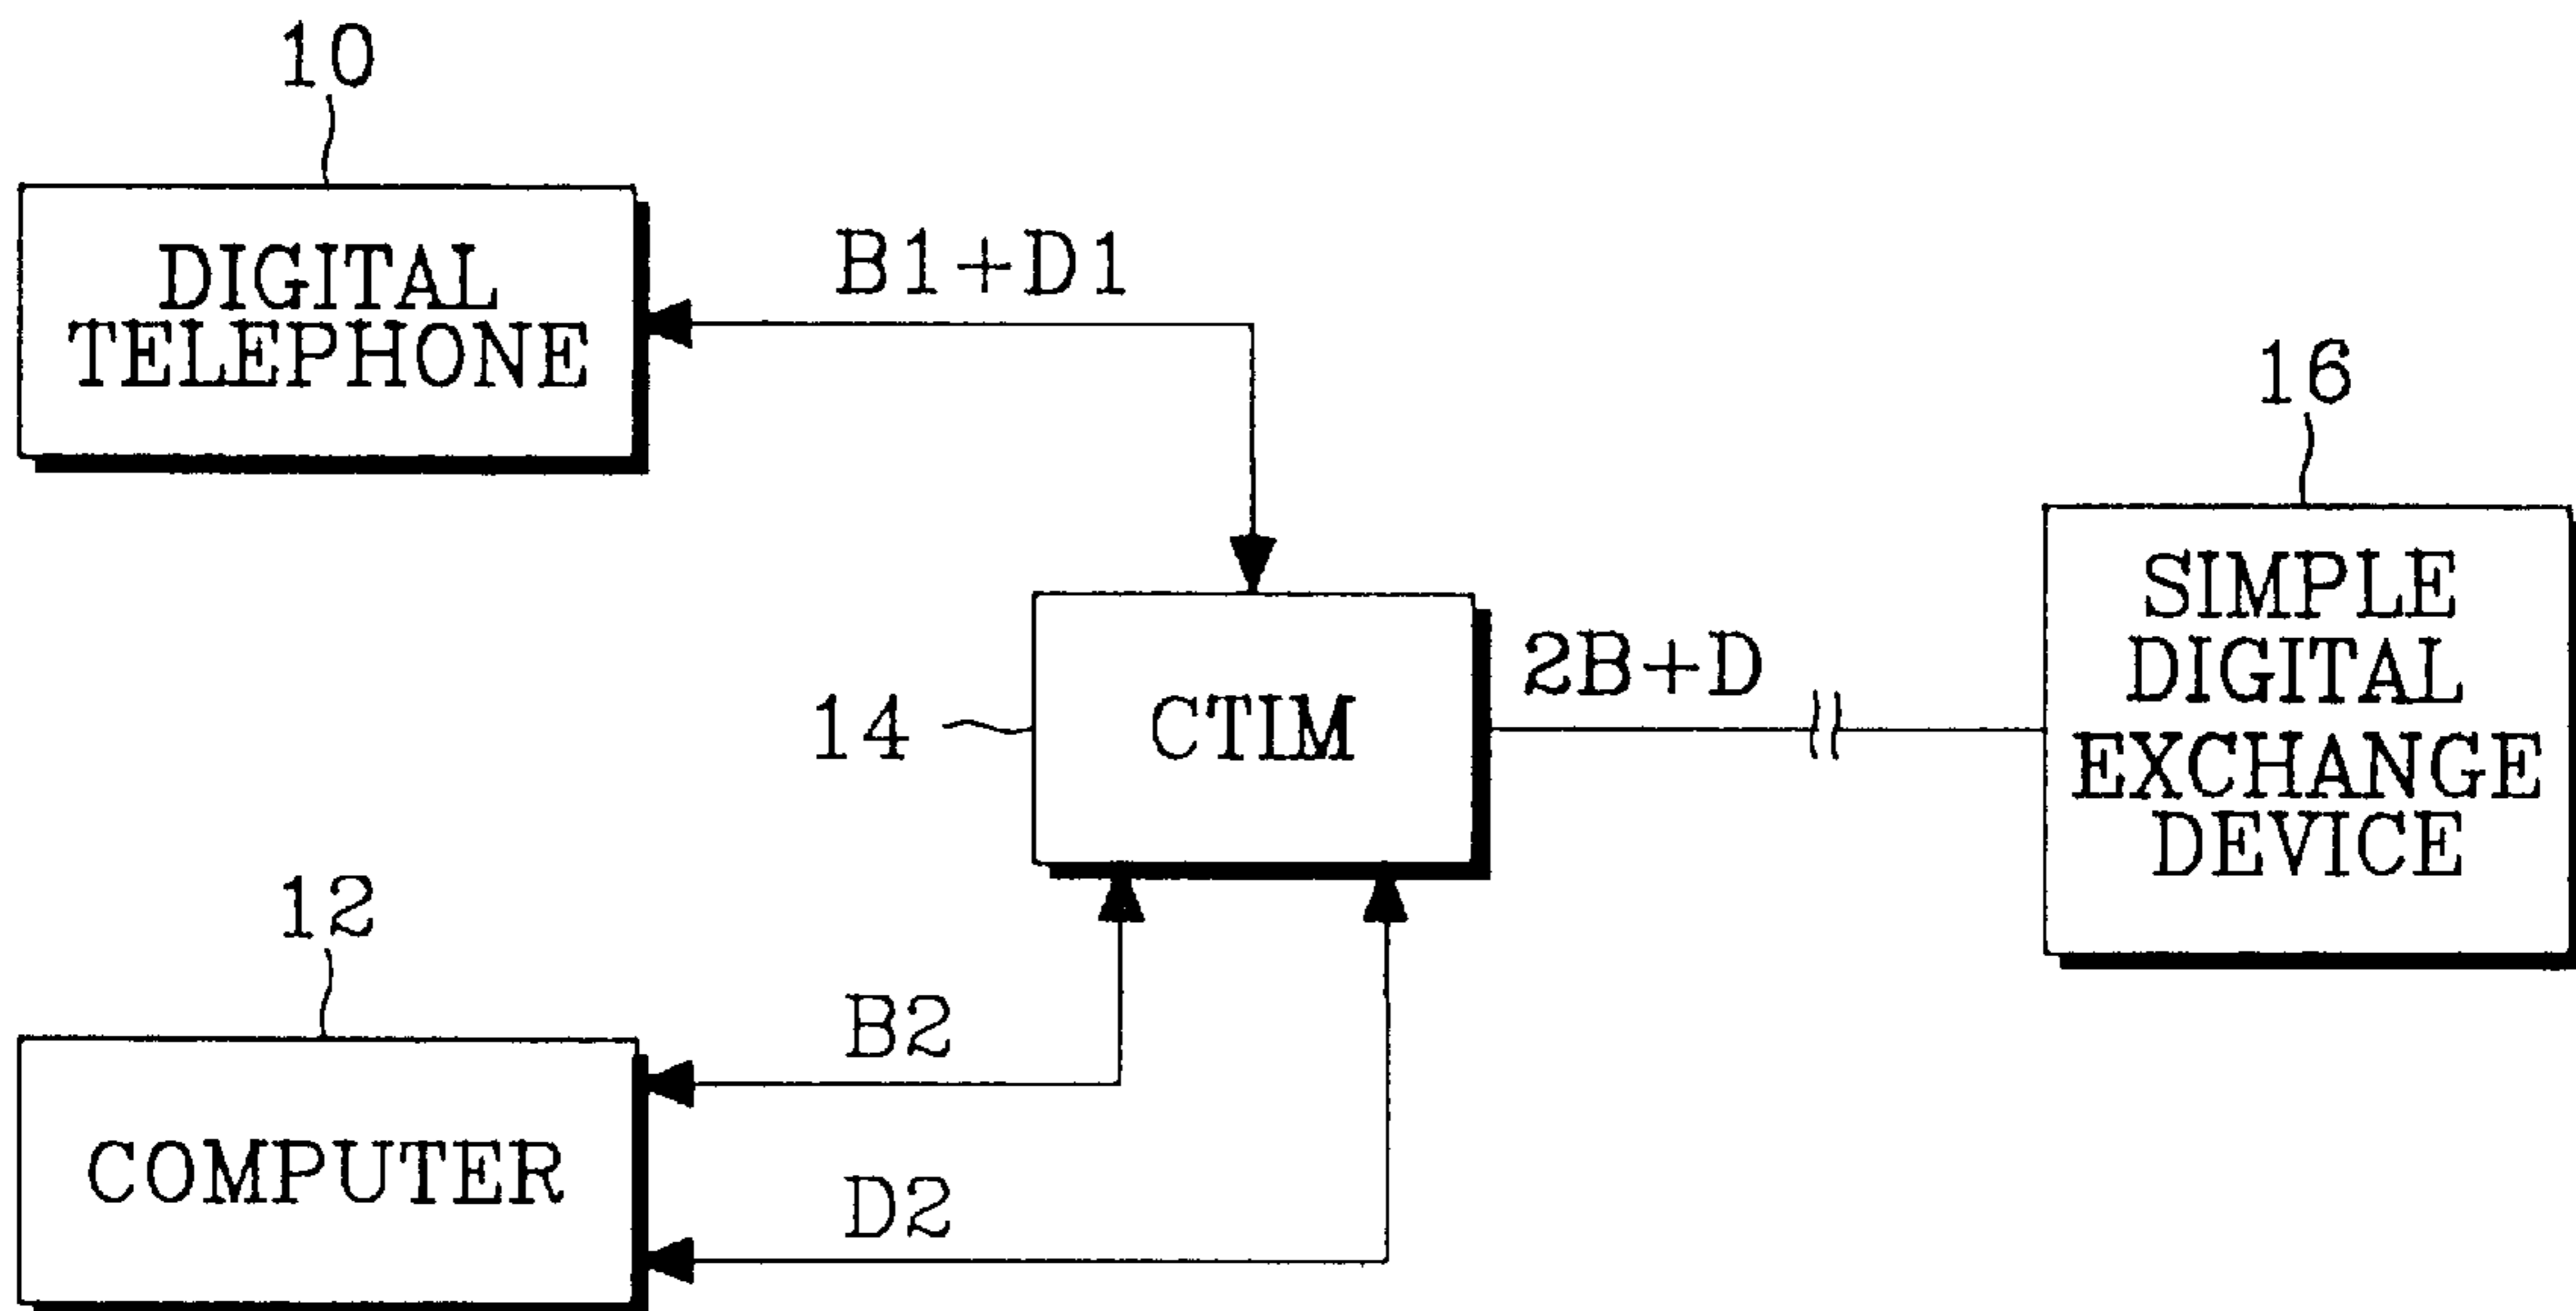 10
DIGITAL
TELEPHONE
B1+D1
16
SIMPLE
DIGITAL
EXCHANGE
DEVICE
2B+D
14
CTIM
12
COMPUTER
B2
D2